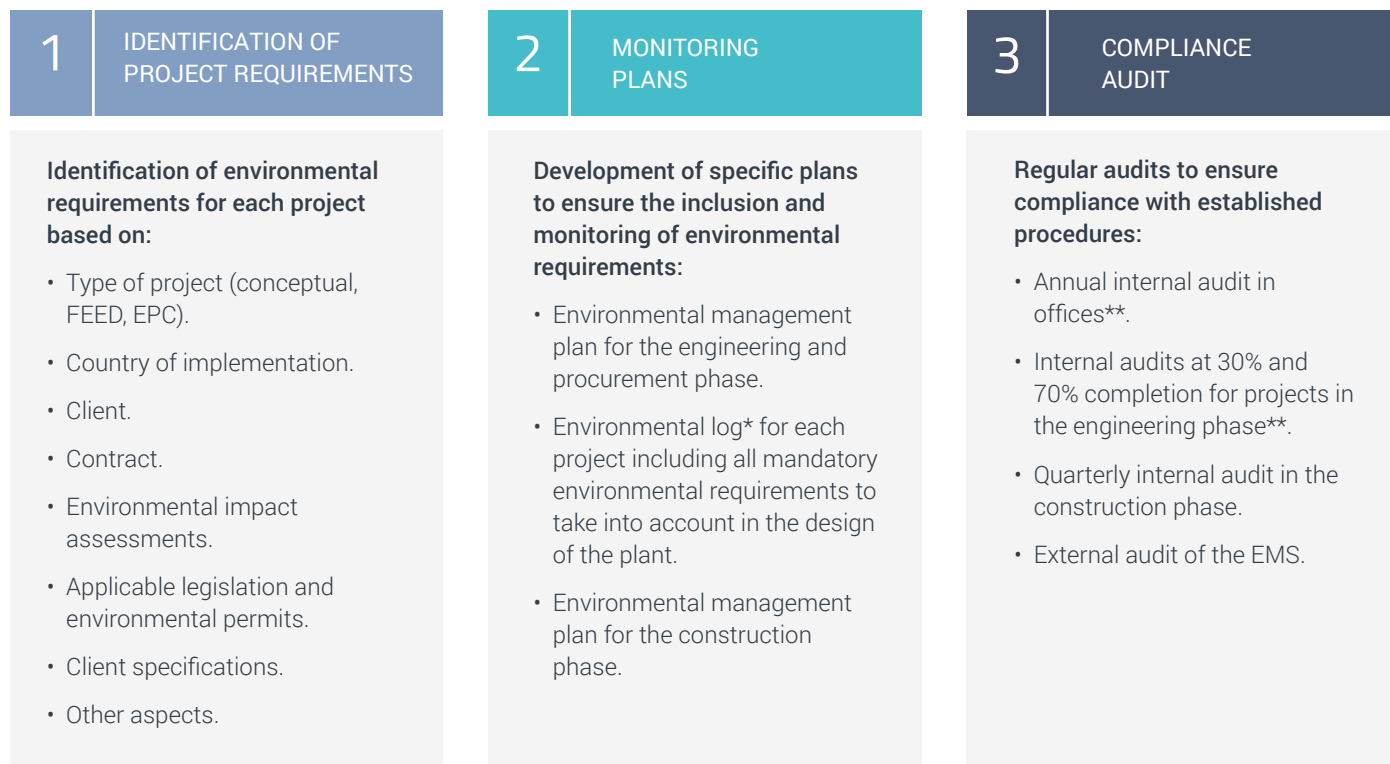 1
IDENTIFICATION OF
PROJECT REQUIREMENTS
Identification of environmental
requirements for each project
based on:
• Type of project (conceptual,
FEED, EPC).
• Country of implementation.
• Client.
• Contract.
• Environmental impact
assessments.
• Applicable legislation and
environmental permits.
• Client specifications.
• Other aspects.
2
MONITORING
PLANS
Development of specific plans
to ensure the inclusion and
monitoring of environmental
requirements:
• Environmental management
plan for the engineering and
procurement phase.
• Environmental log* for each
project including all mandatory
environmental requirements to
take into account in the design
of the plant.
• Environmental management
plan for the construction
phase.
3
COMPLIANCE
AUDIT
Regular audits to ensure
compliance with established
procedures:
• Annual internal audit in
offices**.
• Internal audits at 30% and
70% completion for projects in
the engineering phase**.
• Quarterly internal audit in the
construction phase.
• External audit of the EMS.